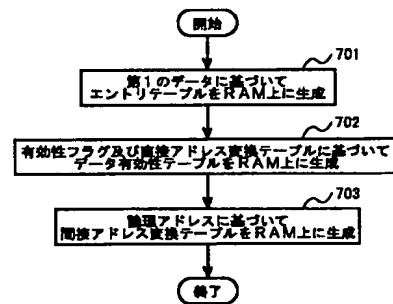 開始
701
第1のデータに基づいて
エントリテーブルをRAM上に生成
702
有効性フラグ及び直接アドレス変換テーブルに基づいて
データ有効性テーブルをRAM上に生成
703
論理アドレスに基づいて
間接アドレス変換テーブルをRAM上に生成
終了